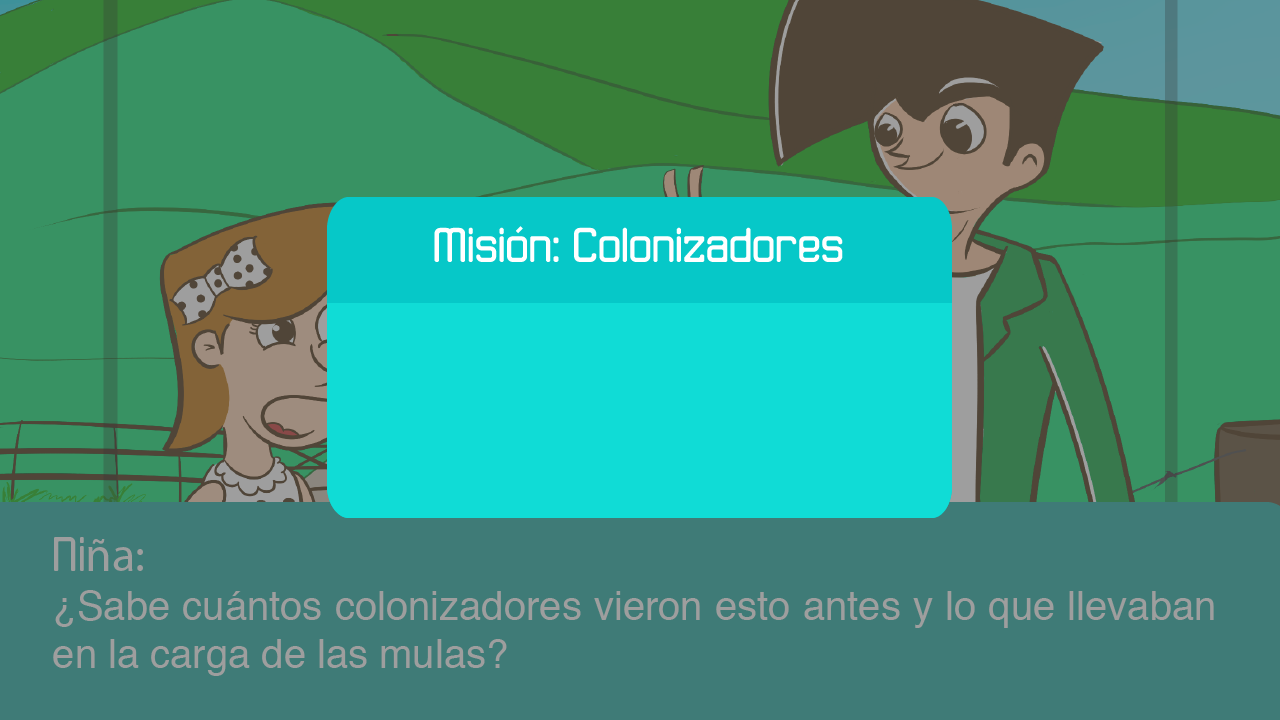 Misión: Colonizadores
Niña:
¿Sabe cuántos colonizadores vieron esto antes y lo que llevaban
en la carga de las mulas?